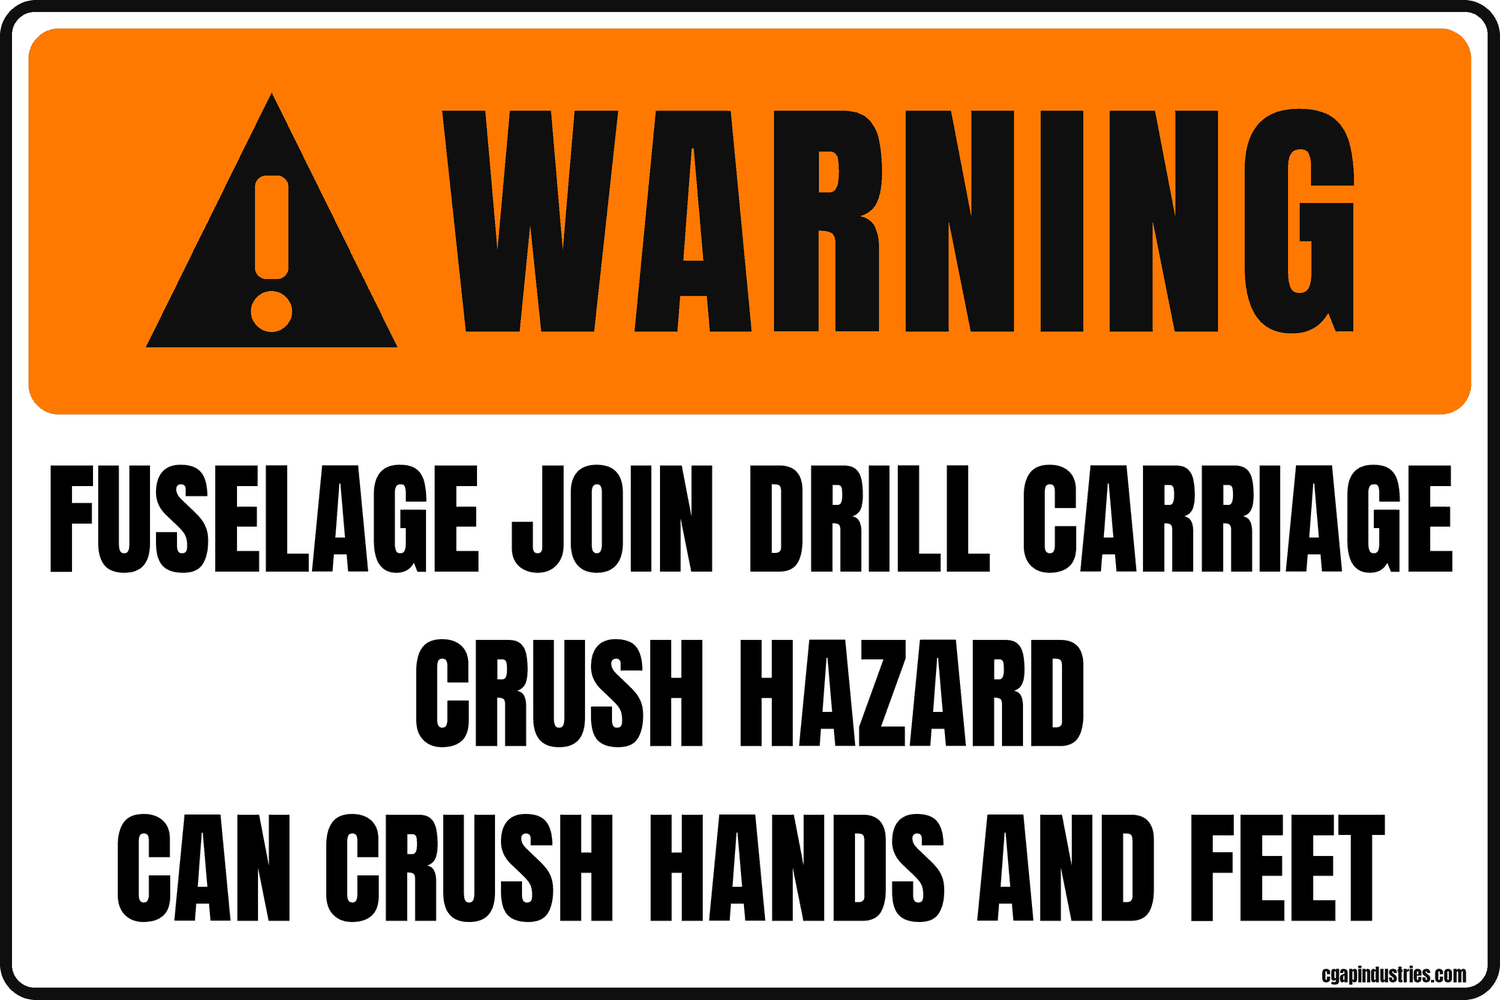 WARNING
FUSELAGE JOIN DRILL CARRIAGE
CRUSH HAZARD
CAN CRUSH HANDS AND FEET
cgapindustries.com